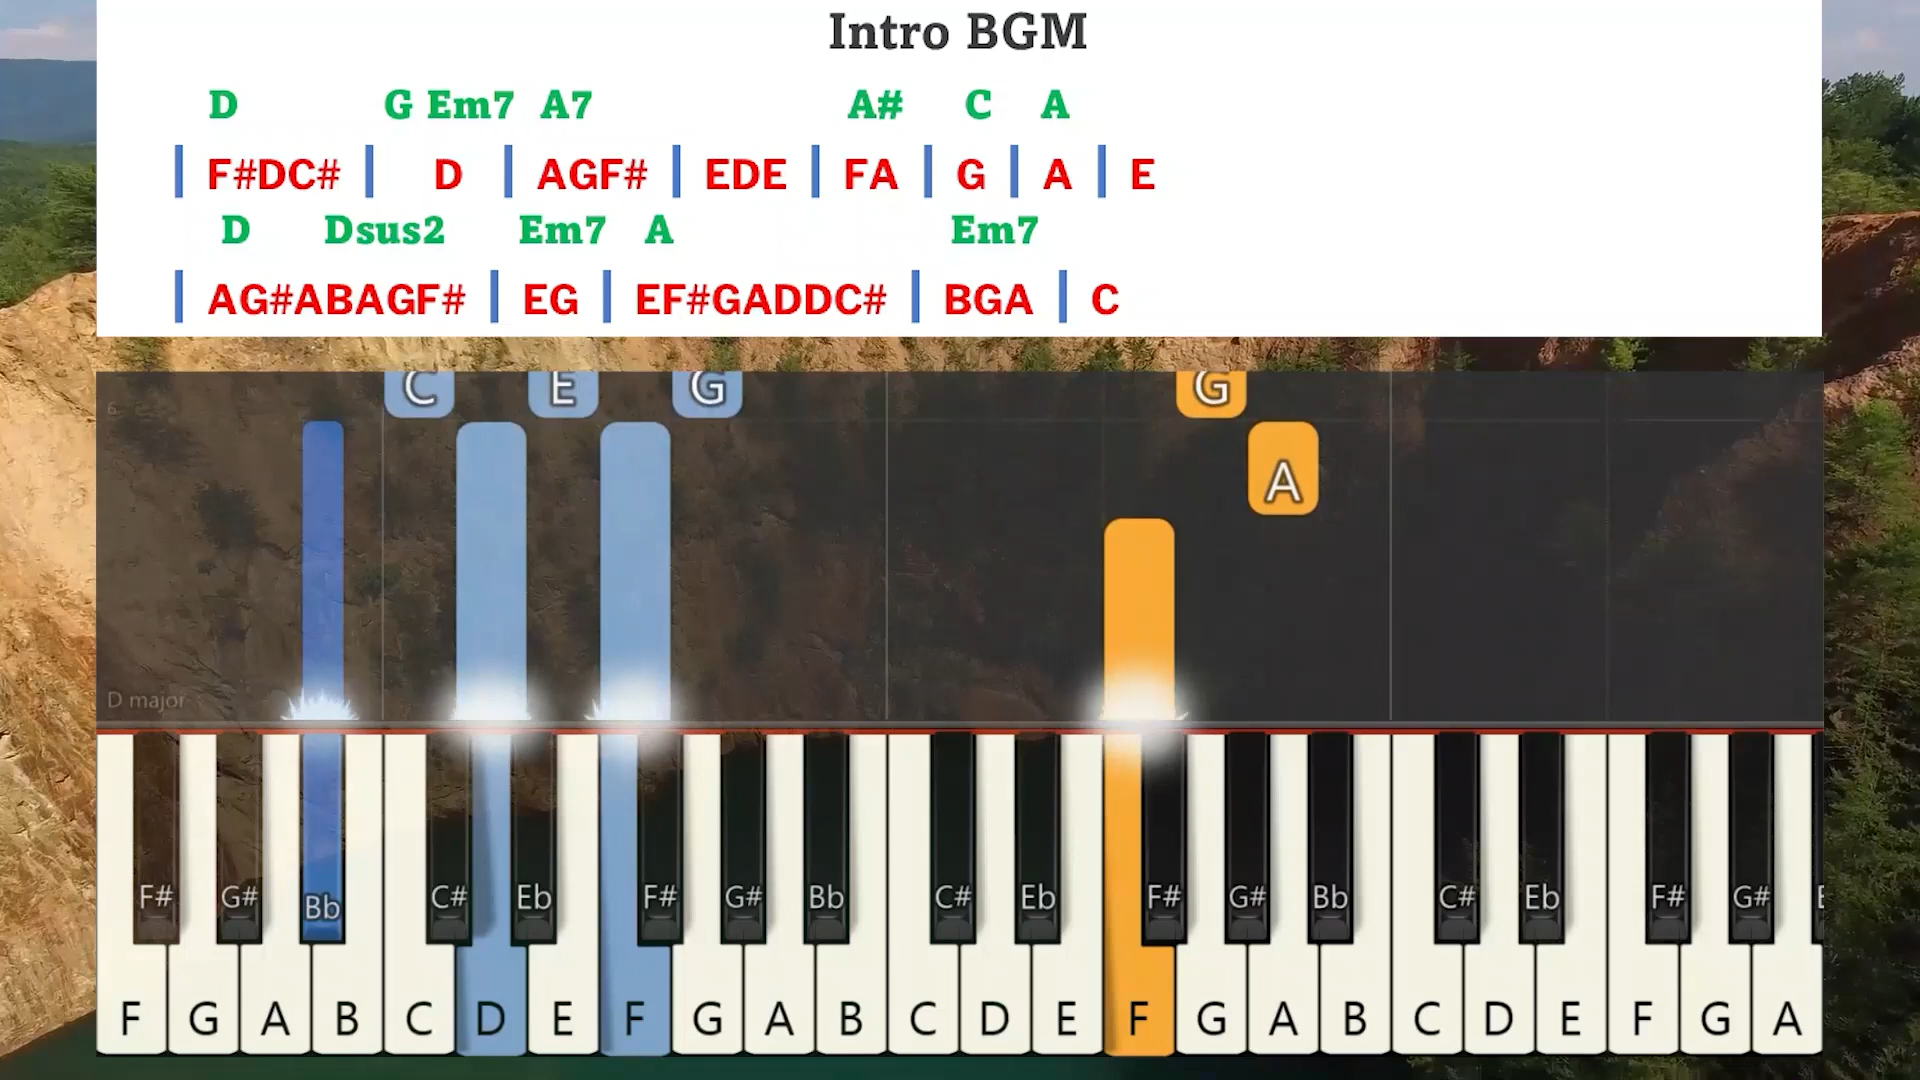 Intro BGM
D G Em7 A7 A# C A
| F#DC# | D | AGF# | EDE | FA | G | A | E
D Dsus2 Em7 A Em7
| AG#ABAGF# | EG | EF#GADDC# | BGA | C
C E G G
6
A
D major
F# G# Bb C# Eb F# G# Bb C# Eb F# G# Bb C# Eb F# G#
F G A B C D E F G A B C D E F G A B C D E F G A